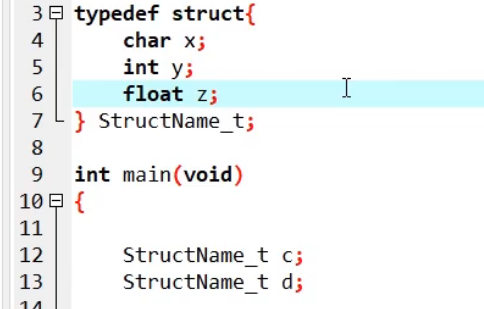 3 typedef struct{
4 char x;
5 int y;
6 float z;
7 } StructName_t;
8
9 int main(void)
10 {
11
12 StructName_t c;
13 StructName_t d;
14